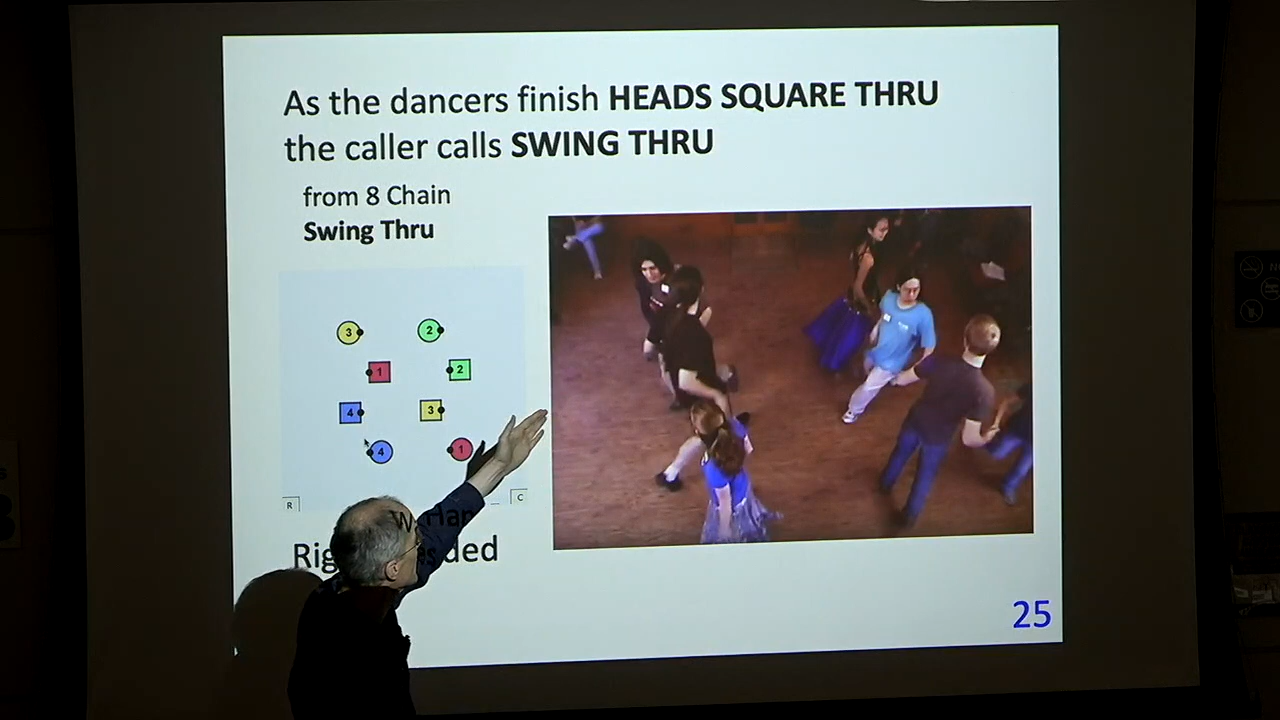 As the dancers finish HEADS SQUARE THRU
the caller calls SWING THRU
from 8 Chain
Swing Thru
3 2
1 2
4 3
4 1
R C
25